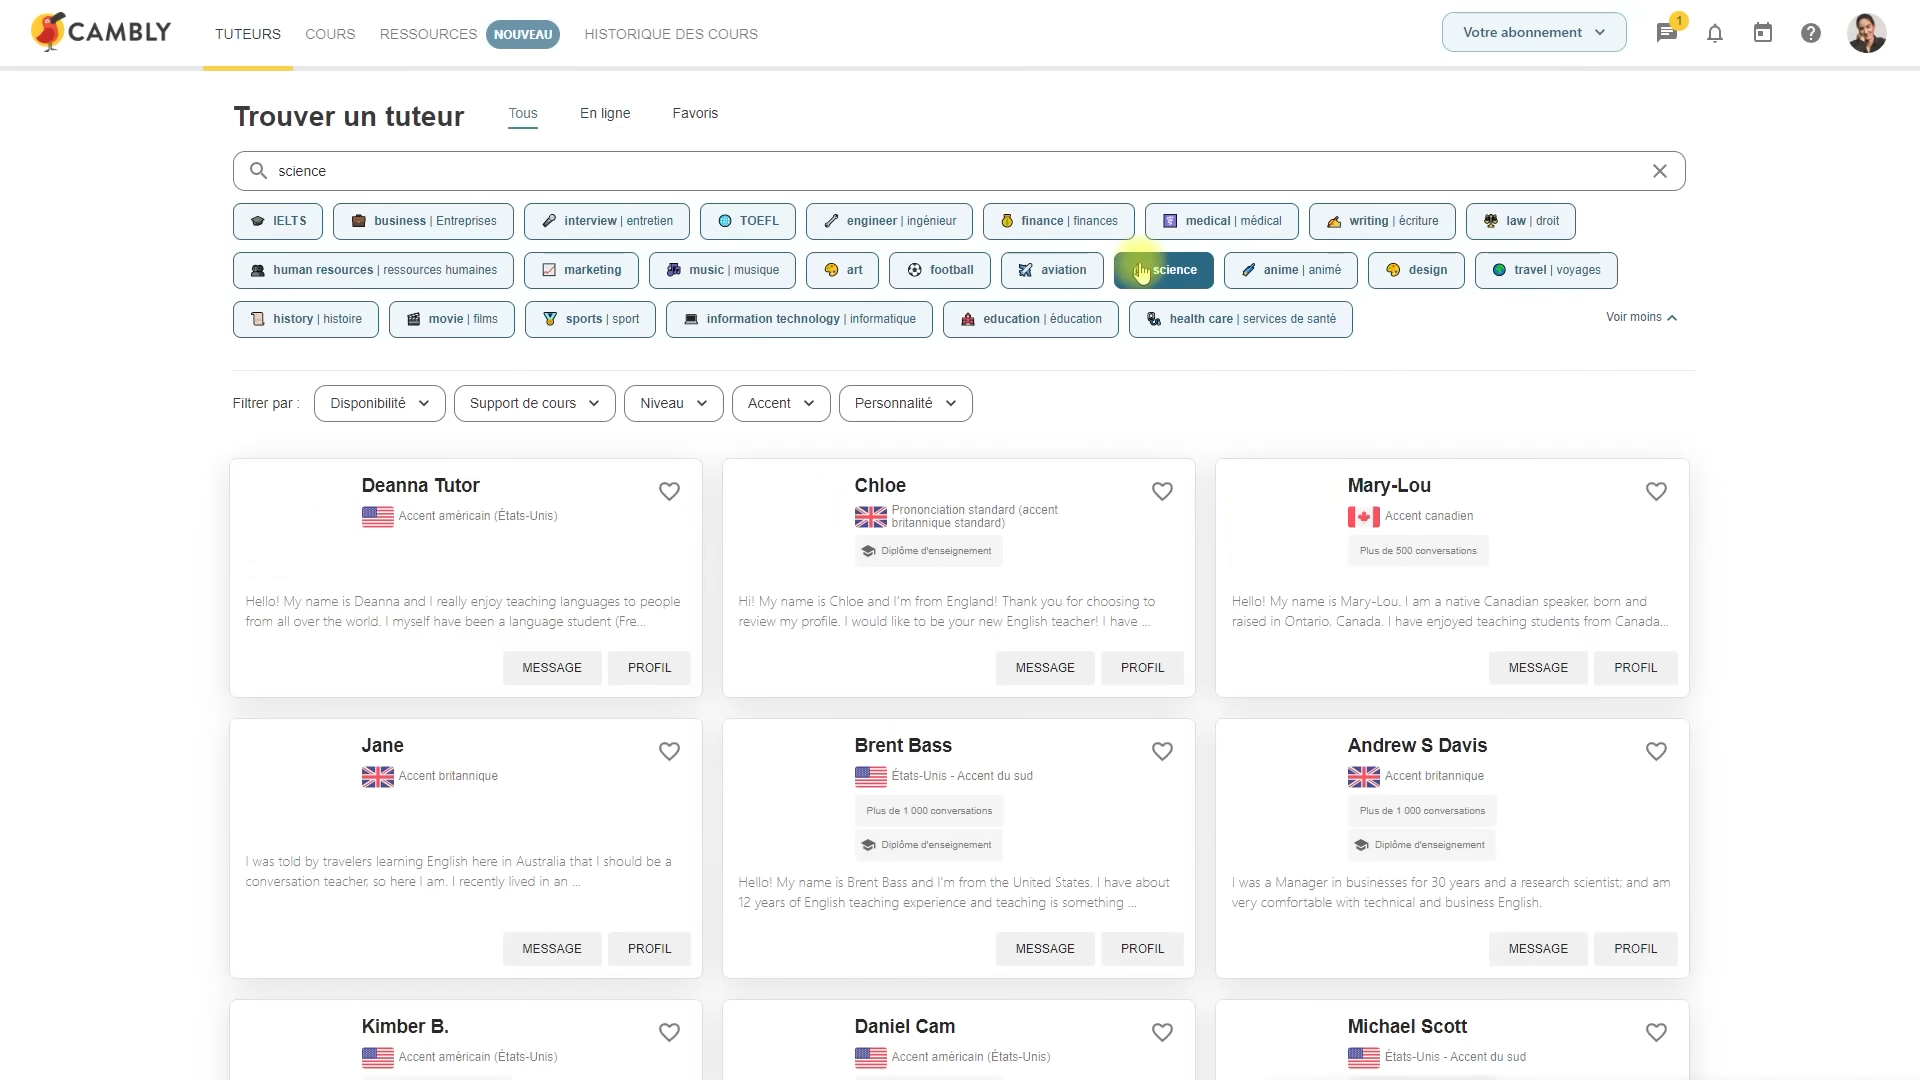 CAMBLY
TUTEURS COURS RESSOURCES NOUVEAU HISTORIQUE DES COURS
Votre abonnement
1
Trouver un tuteur Tous En ligne Favoris
science
IELTS business | Entreprises interview | entretien TOEFL engineer | ingénieur finance | finances medical | médical writing | écriture law | droit
human resources | ressources humaines marketing music | musique art football aviation science anime | animé design travel | voyages
history | histoire movie | films sports | sport information technology | informatique education | éducation health care | services de santé Voir moins
Filtrer par : Disponibilité Support de cours Niveau Accent Personnalité
Deanna Tutor
Accent américain (États-Unis)
Hello! My name is Deanna and I really enjoy teaching languages to people
from all over the world. I myself have been a language student (Fre...
MESSAGE PROFIL
Chloe
Prononciation standard (accent
britannique standard)
Diplôme d'enseignement
Hi! My name is Chloe and I'm from England! Thank you for choosing to
review my profile. I would like to be your new English teacher! I have ...
MESSAGE PROFIL
Mary-Lou
Accent canadien
Plus de 500 conversations
Hello! My name is Mary-Lou. I am a native Canadian speaker, born and
raised in Ontario, Canada. I have enjoyed teaching students from Canada...
MESSAGE PROFIL
Jane
Accent britannique
I was told by travelers learning English here in Australia that I should be a
conversation teacher, so here I am. I recently lived in an ...
MESSAGE PROFIL
Brent Bass
États-Unis - Accent du sud
Plus de 1 000 conversations
Diplôme d'enseignement
Hello! My name is Brent Bass and I'm from the United States. I have about
12 years of English teaching experience and teaching is something ...
MESSAGE PROFIL
Andrew S Davis
Accent britannique
Plus de 1 000 conversations
Diplôme d'enseignement
I was a Manager in businesses for 30 years and a research scientist; and am
very comfortable with technical and business English.
MESSAGE PROFIL
Kimber B.
Accent américain (États-Unis)
Daniel Cam
Accent américain (États-Unis)
Michael Scott
États-Unis - Accent du sud